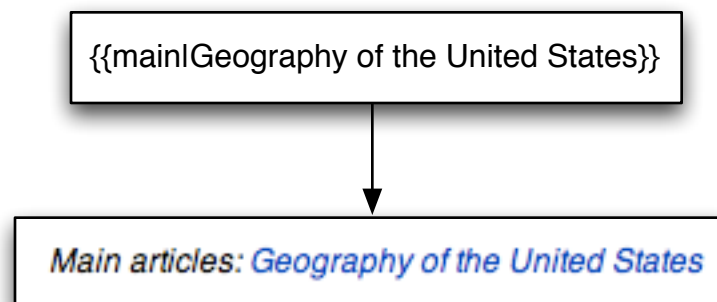 {{main|Geography of the United States}}
Main articles: Geography of the United States